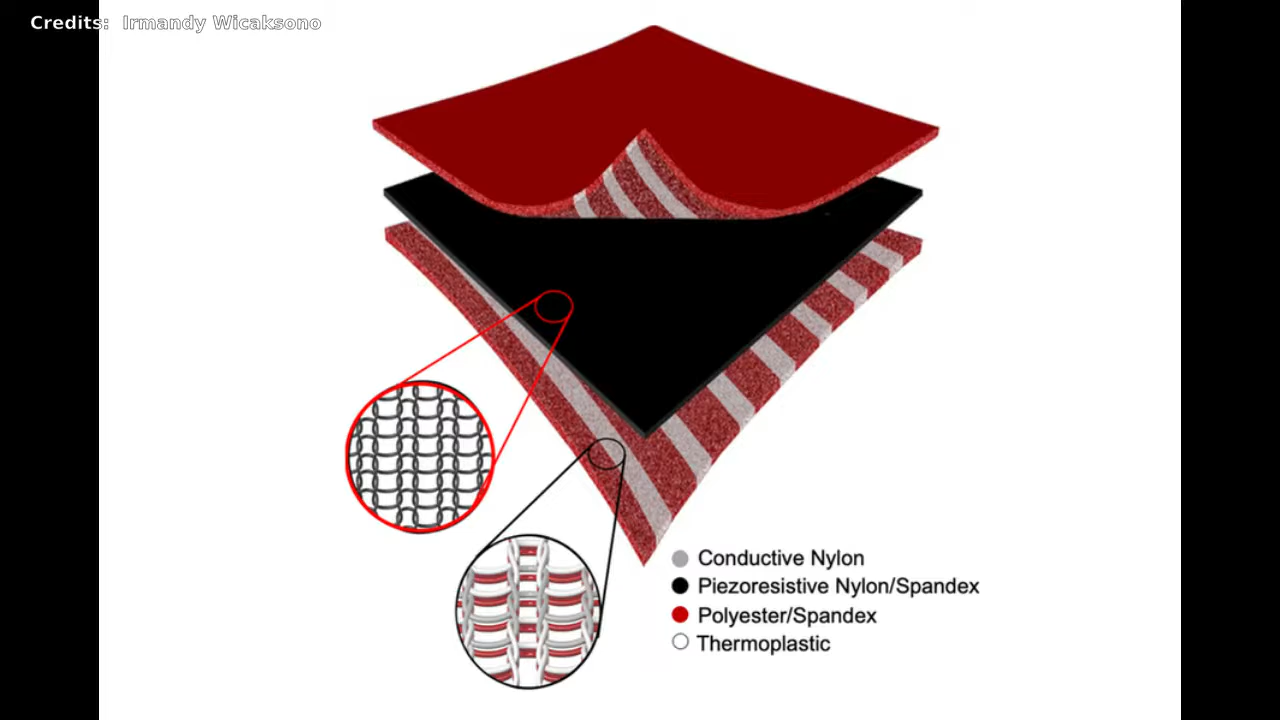 Credits: Irmandy Wicaksono
Conductive Nylon
Piezoresistive Nylon/Spandex
Polyester/Spandex
Thermoplastic